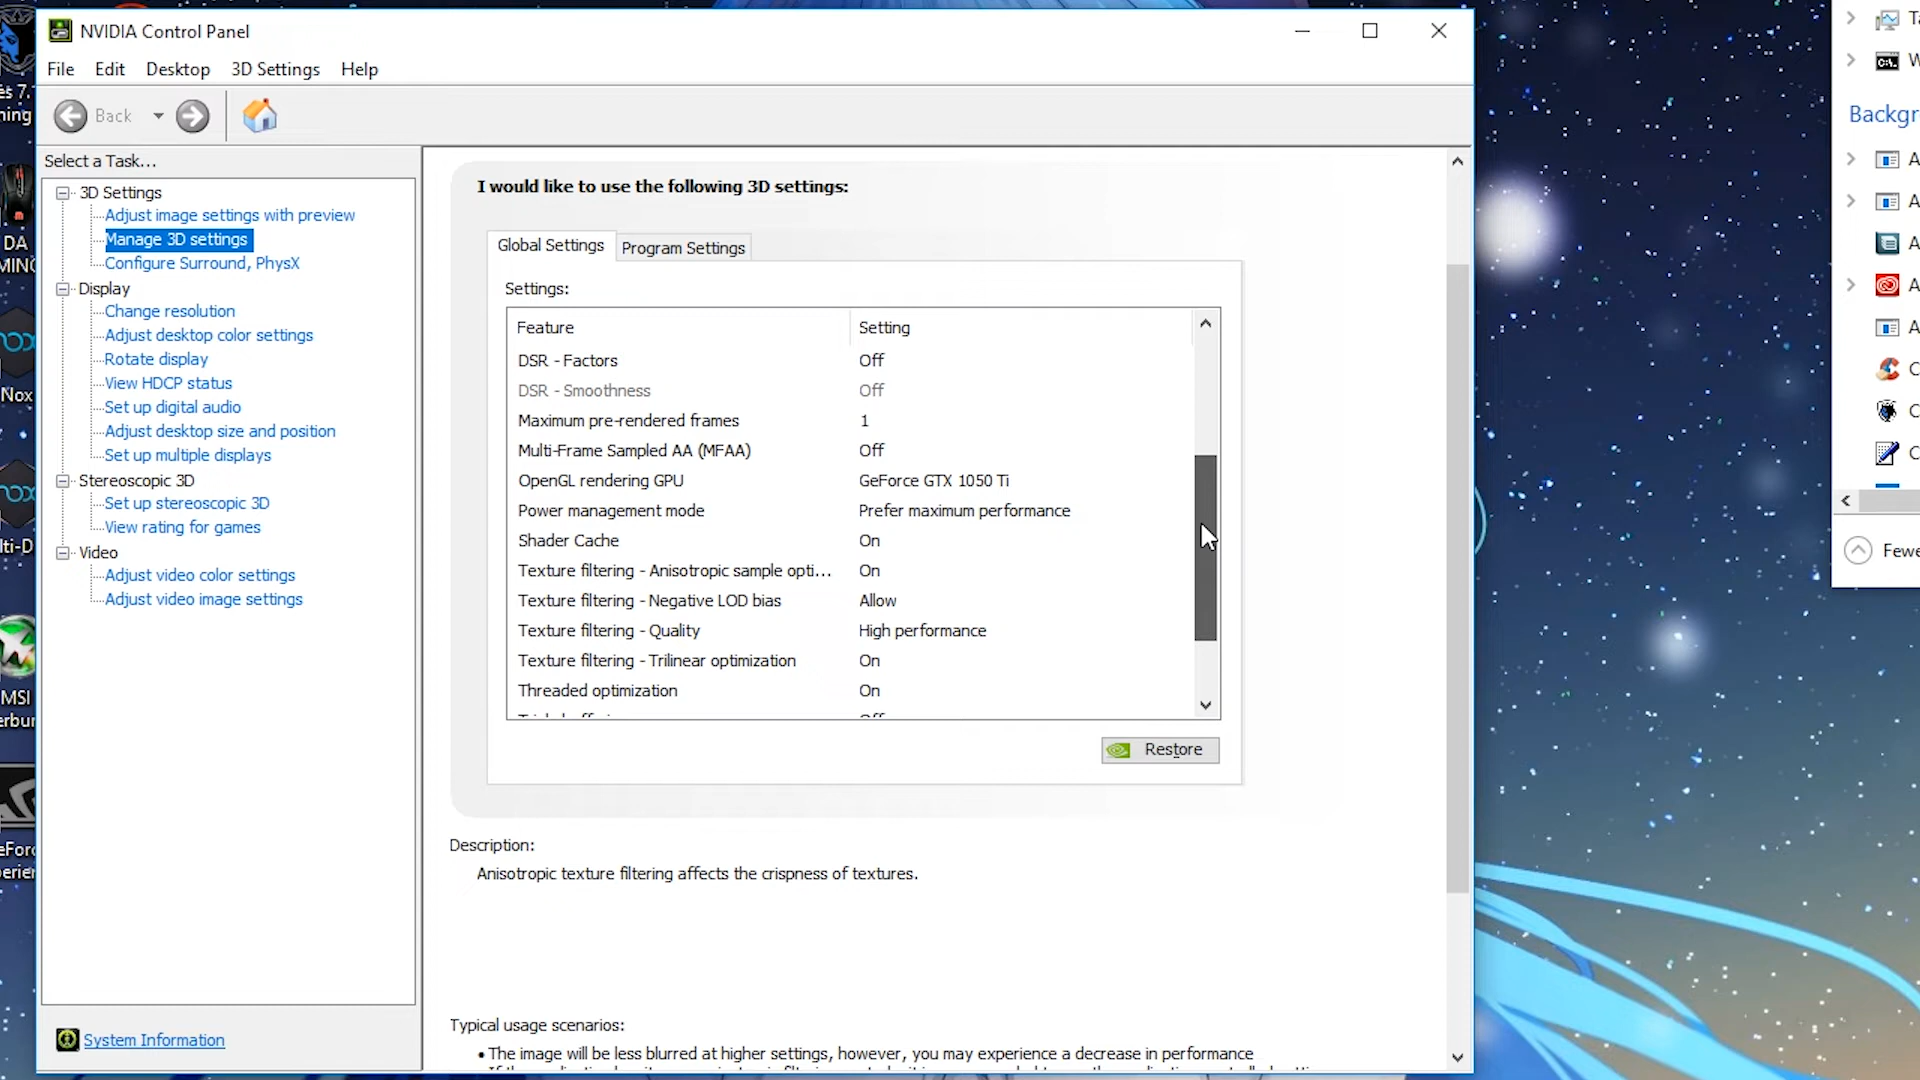 NVIDIA Control Panel
File Edit Desktop 3D Settings Help
Back
Select a Task...
3D Settings
Adjust image settings with preview
Manage 3D settings
Configure Surround, PhysX
Display
Change resolution
Adjust desktop color settings
Rotate display
View HDCP status
Set up digital audio
Adjust desktop size and position
Set up multiple displays
Stereoscopic 3D
Set up stereoscopic 3D
View rating for games
Video
Adjust video color settings
Adjust video image settings
System Information
I would like to use the following 3D settings:
Global Settings Program Settings
Settings:
Feature Setting
DSR - Factors Off
DSR - Smoothness Off
Maximum pre-rendered frames 1
Multi-Frame Sampled AA (MFAA) Off
OpenGL rendering GPU GeForce GTX 1050 Ti
Power management mode Prefer maximum performance
Shader Cache On
Texture filtering - Anisotropic sample opti... On
Texture filtering - Negative LOD bias Allow
Texture filtering - Quality High performance
Texture filtering - Trilinear optimization On
Threaded optimization On
Restore
Description:
Anisotropic texture filtering affects the crispness of textures.
Typical usage scenarios:
• The image will be less blurred at higher settings, however, you may experience a decrease in performance
Nox
MSI
DA